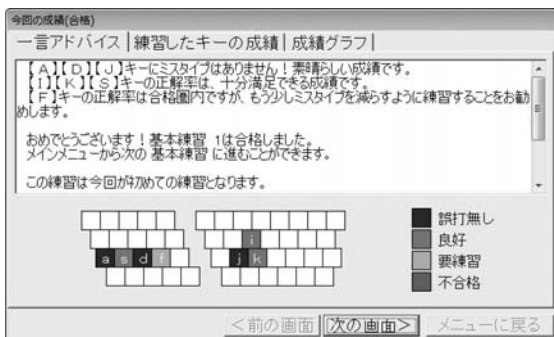 今回の成績(合格)
一言アドバイス 練習したキーの成績 成績グラフ
【A】【D】【J】キーにミスタイプはありません！素晴らしい成績です。
【I】【K】【S】キーの正解率は、十分満足できる成績です。
【F】キーの正解率は合格圏内ですが、もう少しミスタイプを減らすように練習することをお勧
めします。
おめでとうございます！基本練習 1は合格しました。
メインメニューから次の 基本練習 に進むことができます。
この練習は今回が初めての練習となります。
i
a s d f j k
誤打無し
良好
要練習
不合格
＜前の画面 次の画面＞ メニューに戻る